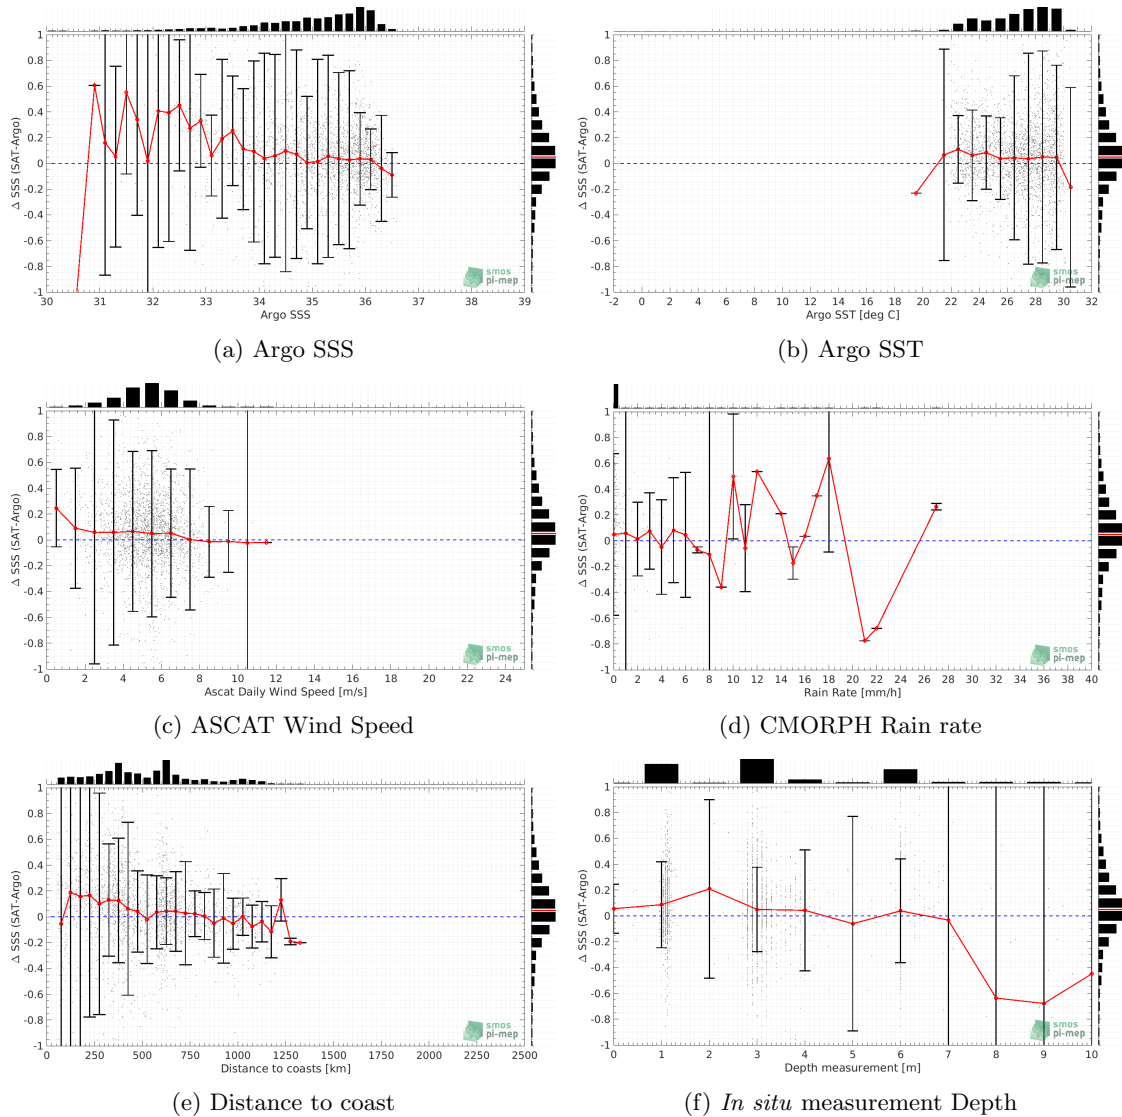 1
0.8
0.6
0.4
0.2
0
-0.2
-0.4
-0.6
-0.8
-1
Δ SSS (SAT-Argo)
30 31 32 33 34 35 36 37 38 39
Argo SSS
smos
pi-mep
(a) Argo SSS
1
0.8
0.6
0.4
0.2
0
-0.2
-0.4
-0.6
-0.8
-1
Δ SSS (SAT-Argo)
-2 0 2 4 6 8 10 12 14 16 18 20 22 24 26 28 30 32
Argo SST [deg C]
smos
pi-mep
(b) Argo SST
1
0.8
0.6
0.4
0.2
0
-0.2
-0.4
-0.6
-0.8
-1
Δ SSS (SAT-Argo)
0 2 4 6 8 10 12 14 16 18 20 22 24
Ascat Daily Wind Speed [m/s]
smos
pi-mep
(c) ASCAT Wind Speed
1
0.8
0.6
0.4
0.2
0
-0.2
-0.4
-0.6
-0.8
-1
Δ SSS (SAT-Argo)
0 2 4 6 8 10 12 14 16 18 20 22 24 26 28 30 32 34 36 38 40
Rain Rate [mm/h]
smos
pi-mep
(d) CMORPH Rain rate
1
0.8
0.6
0.4
0.2
0
-0.2
-0.4
-0.6
-0.8
-1
Δ SSS (SAT-Argo)
0 250 500 750 1000 1250 1500 1750 2000 2250 2500
Distance to coasts [km]
smos
pi-mep
(e) Distance to coast
1
0.8
0.6
0.4
0.2
0
-0.2
-0.4
-0.6
-0.8
-1
Δ SSS (SAT-Argo)
0 1 2 3 4 5 6 7 8 9 10
Depth measurement [m]
smos
pi-mep
(f) In situ measurement Depth